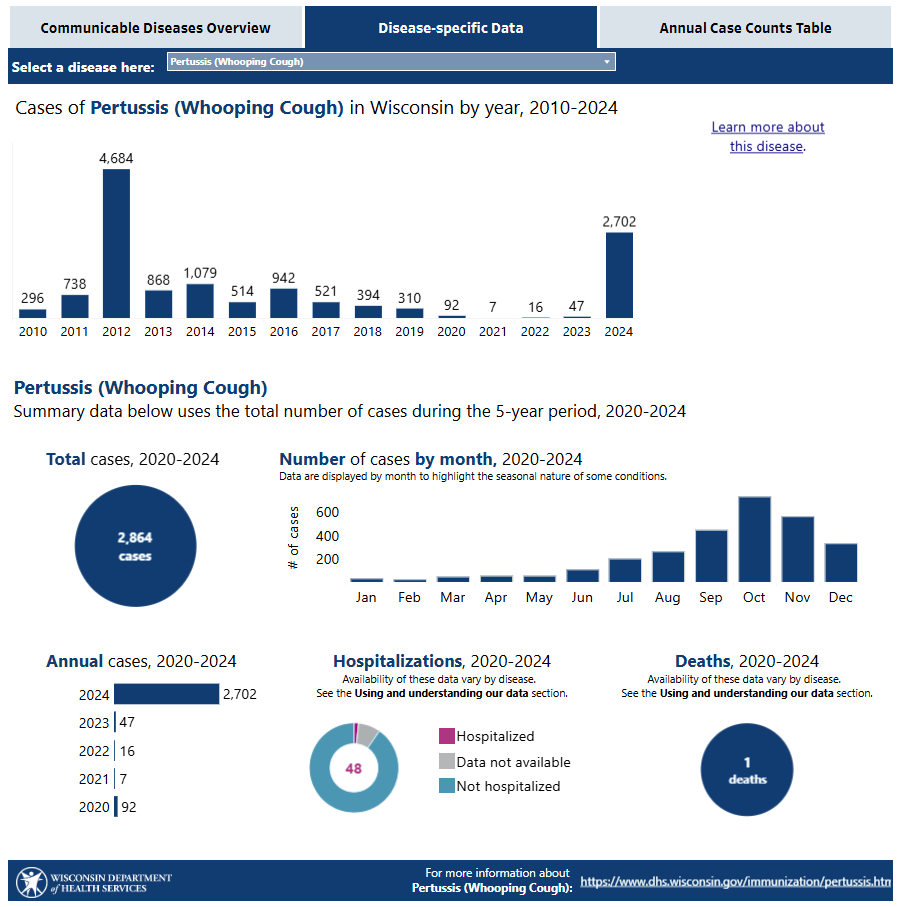 Communicable Diseases Overview
Disease-specific Data
Annual Case Counts Table
Select a disease here:
Pertussis (Whooping Cough)
Cases of Pertussis (Whooping Cough) in Wisconsin by year, 2010-2024
Learn more about
this disease.
296 738 4,684 868 1,079 514 942 521 394 310 92 7 16 47 2,702
2010 2011 2012 2013 2014 2015 2016 2017 2018 2019 2020 2021 2022 2023 2024
Pertussis (Whooping Cough)
Summary data below uses the total number of cases during the 5-year period, 2020-2024
Total cases, 2020-2024
2,864
cases
Number of cases by month, 2020-2024
Data are displayed by month to highlight the seasonal nature of some conditions.
# of cases
600
400
200
Jan Feb Mar Apr May Jun Jul Aug Sep Oct Nov Dec
Annual cases, 2020-2024
2024 2,702
2023 47
2022 16
2021 7
2020 92
Hospitalizations, 2020-2024
Availability of these data vary by disease.
See the Using and understanding our data section.
48
Hospitalized
Data not available
Not hospitalized
Deaths, 2020-2024
Availability of these data vary by disease.
See the Using and understanding our data section.
1
deaths
WISCONSIN DEPARTMENT
of HEALTH SERVICES
For more information about
Pertussis (Whooping Cough):
https://www.dhs.wisconsin.gov/immunization/pertussis.htm